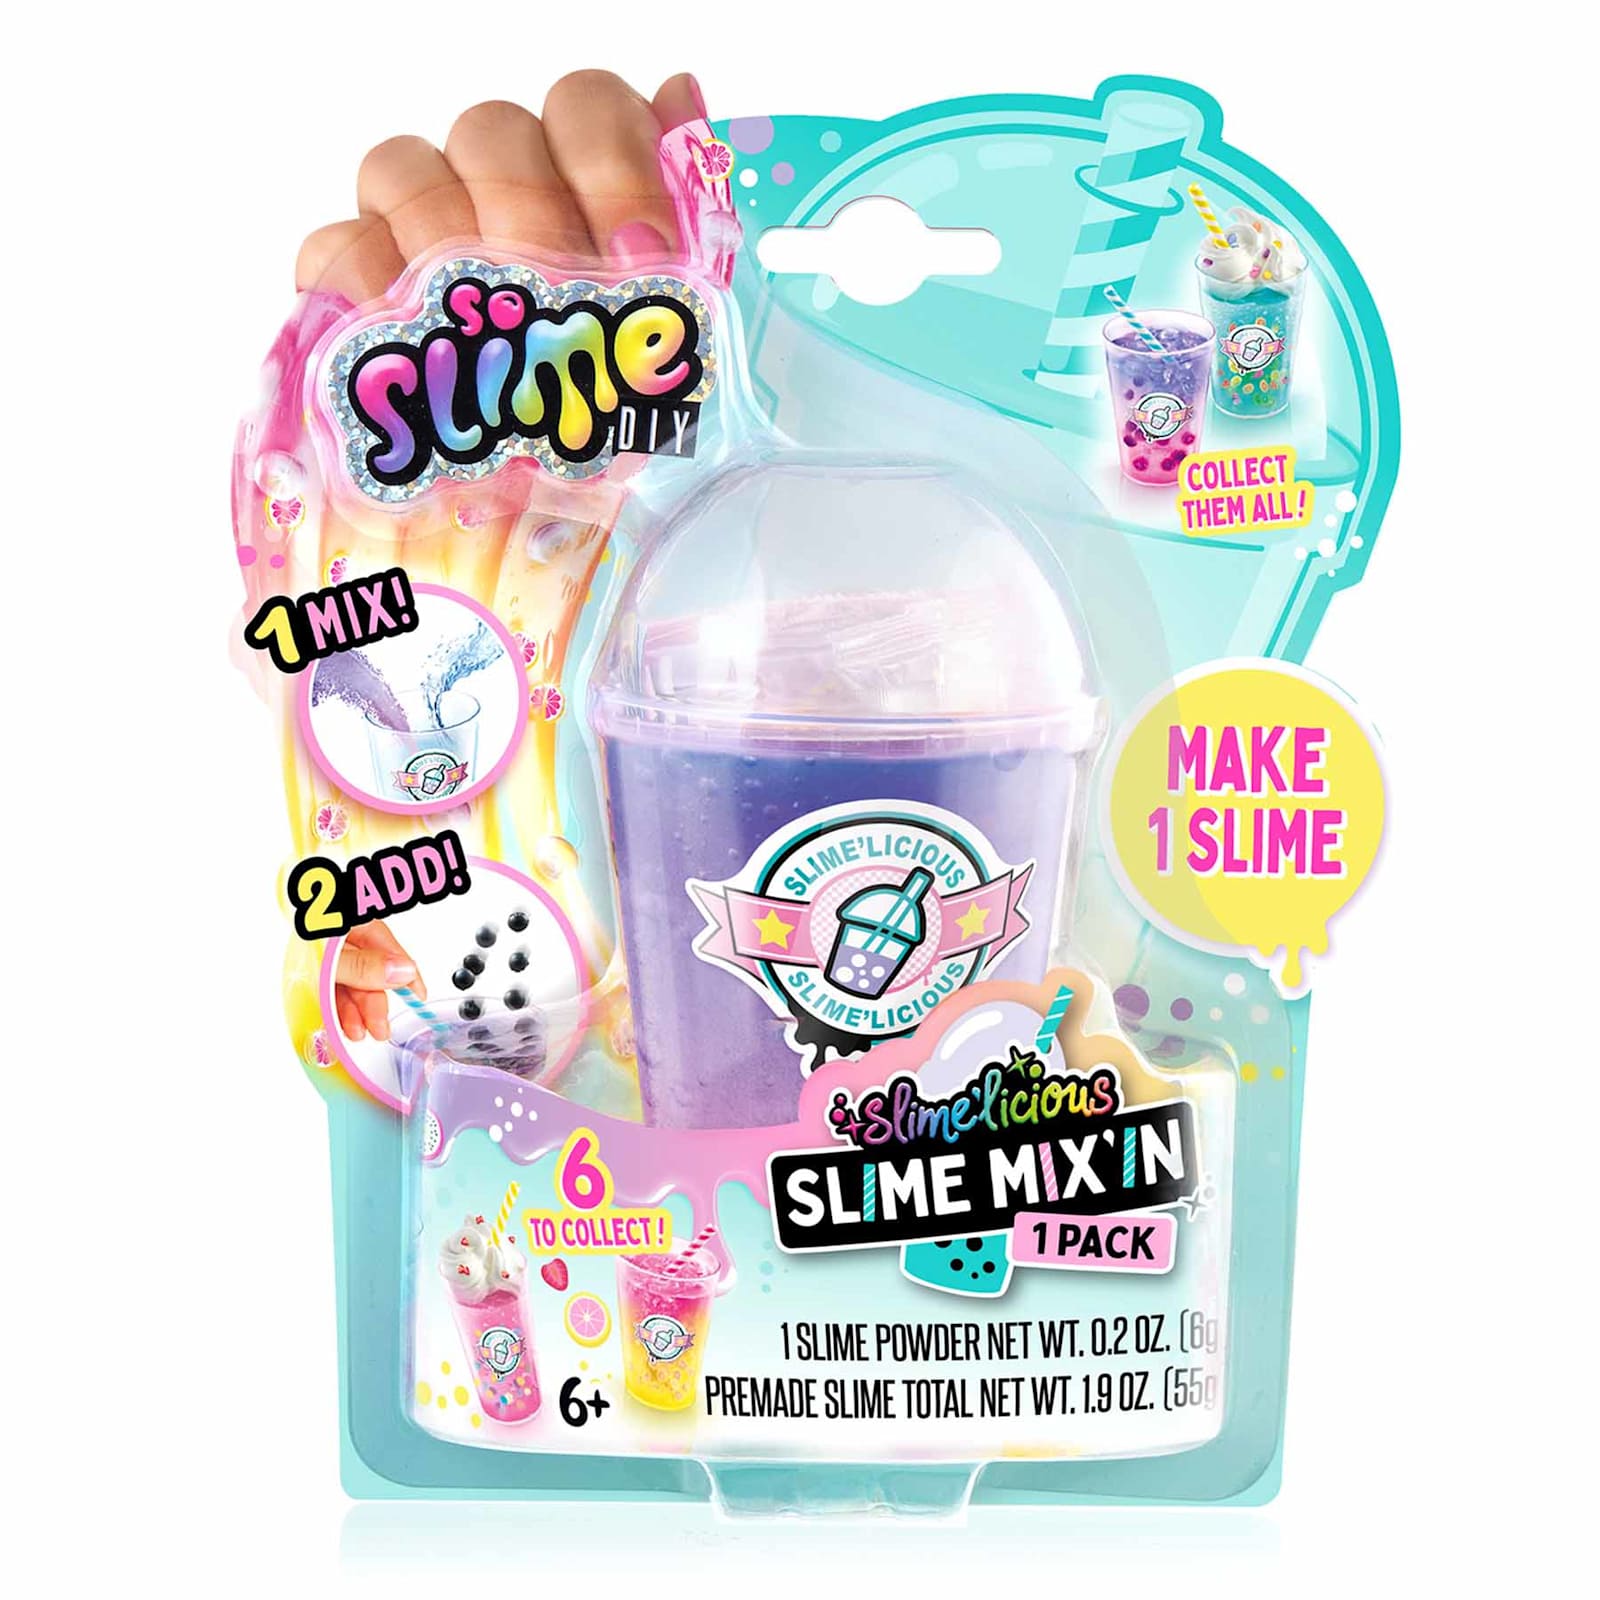 SO
SLIME
DIY
COLLECT
THEM ALL!
1 MIX!
MAKE
1 SLIME
2 ADD!
SLIME'LICIOUS
SLIME'LICIOUS
slime'licious
SLIME MIX'IN
1 PACK
6
TO COLLECT!
1 SLIME POWDER NET WT. 0.2 OZ. (6g
PREMADE SLIME TOTAL NET WT. 1.9 OZ. (55g
6+